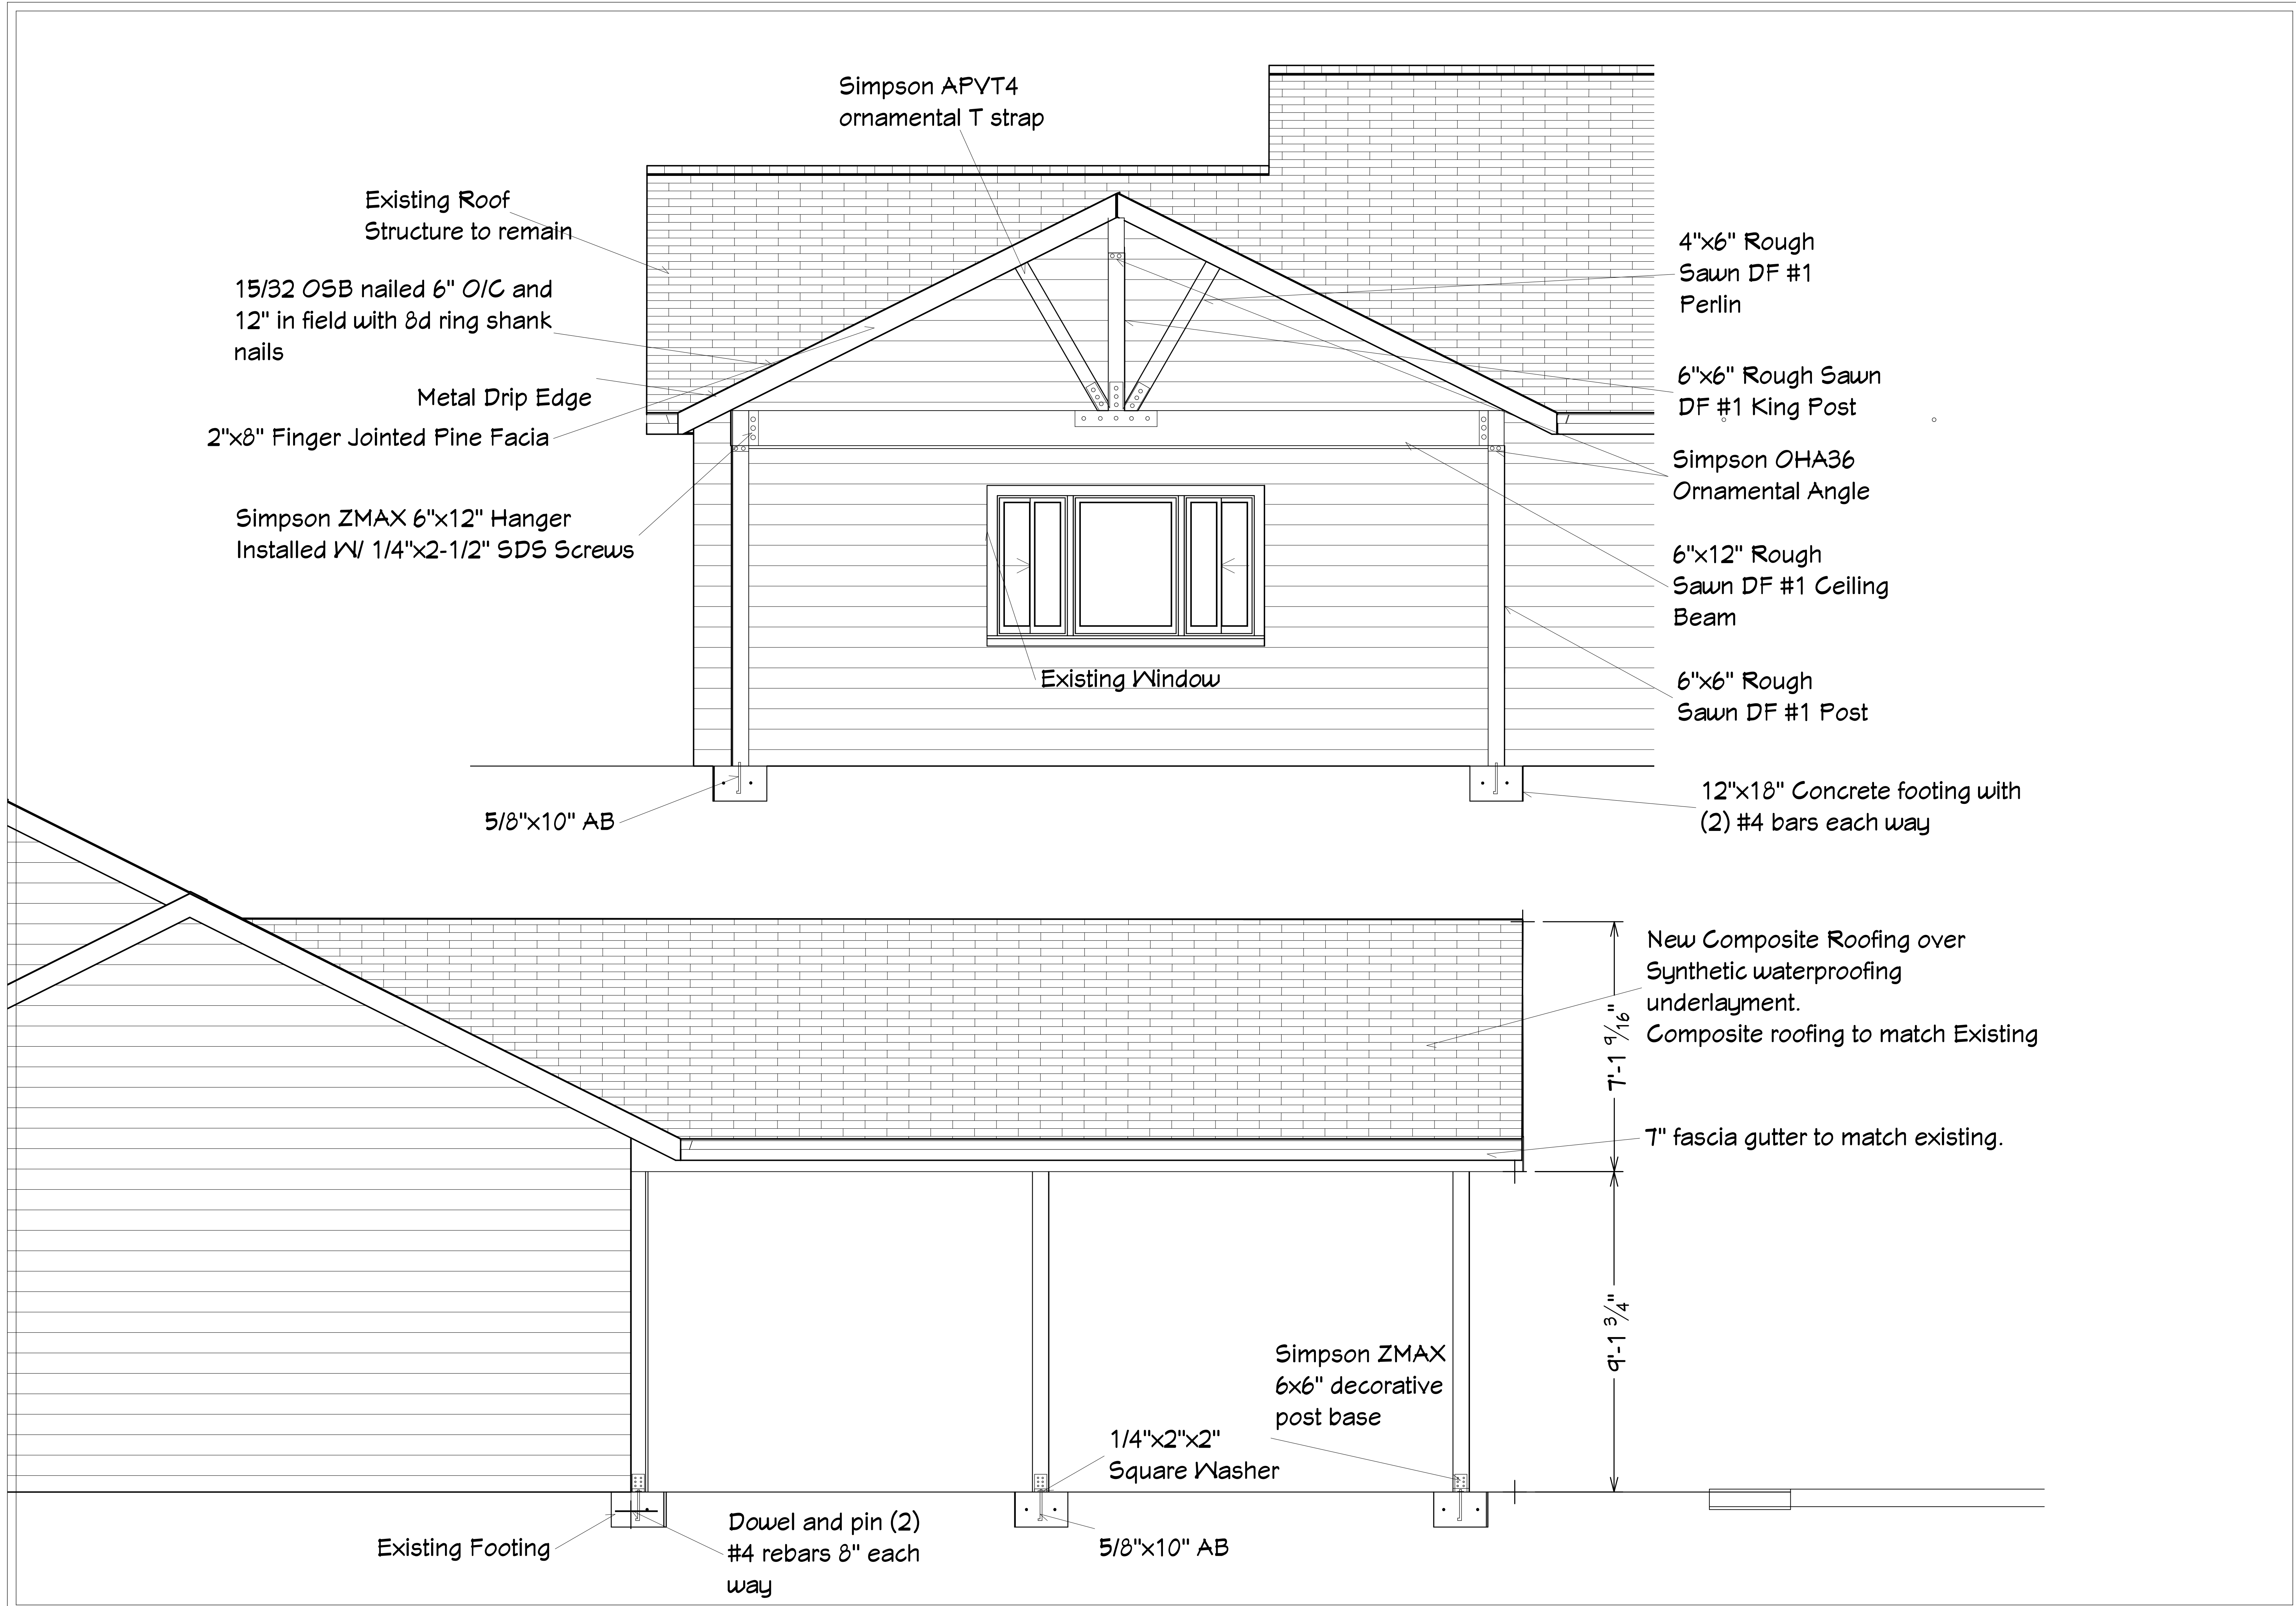 Simpson APVT4
ornamental T strap
Existing Roof
Structure to remain
15/32 OSB nailed 6" O/C and
12" in field with 8d ring shank
nails
Metal Drip Edge
2"x8" Finger Jointed Pine Facia
Simpson ZMAX 6"x12" Hanger
Installed W/ 1/4"x2-1/2" SDS Screws
4"x6" Rough
Sawn DF #1
Perlin
6"x6" Rough Sawn
DF #1 King Post
Simpson OHA36
Ornamental Angle
6"x12" Rough
Sawn DF #1 Ceiling
Beam
6"x6" Rough
Sawn DF #1 Post
Existing Window
5/8"x10" AB
12"x18" Concrete footing with
(2) #4 bars each way
New Composite Roofing over
Synthetic waterproofing
underlayment.
Composite roofing to match Existing
7'-1 9/16"
7" fascia gutter to match existing.
9'-1 3/4"
Simpson ZMAX
6x6" decorative
post base
1/4"x2"x2"
Square Washer
Existing Footing
Dowel and pin (2)
#4 rebars 8" each
way
5/8"x10" AB